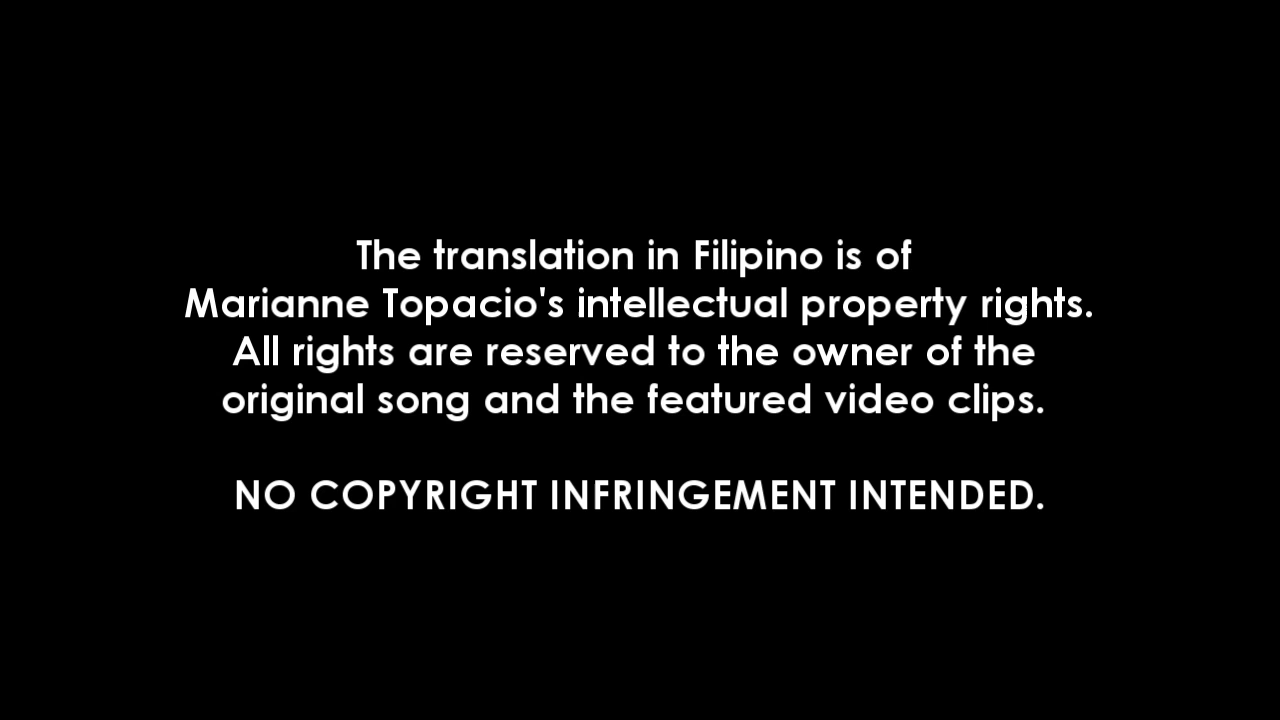 The translation in Filipino is of
Marianne Topacio's intellectual property rights.
All rights are reserved to the owner of the
original song and the featured video clips.
NO COPYRIGHT INFRINGEMENT INTENDED.